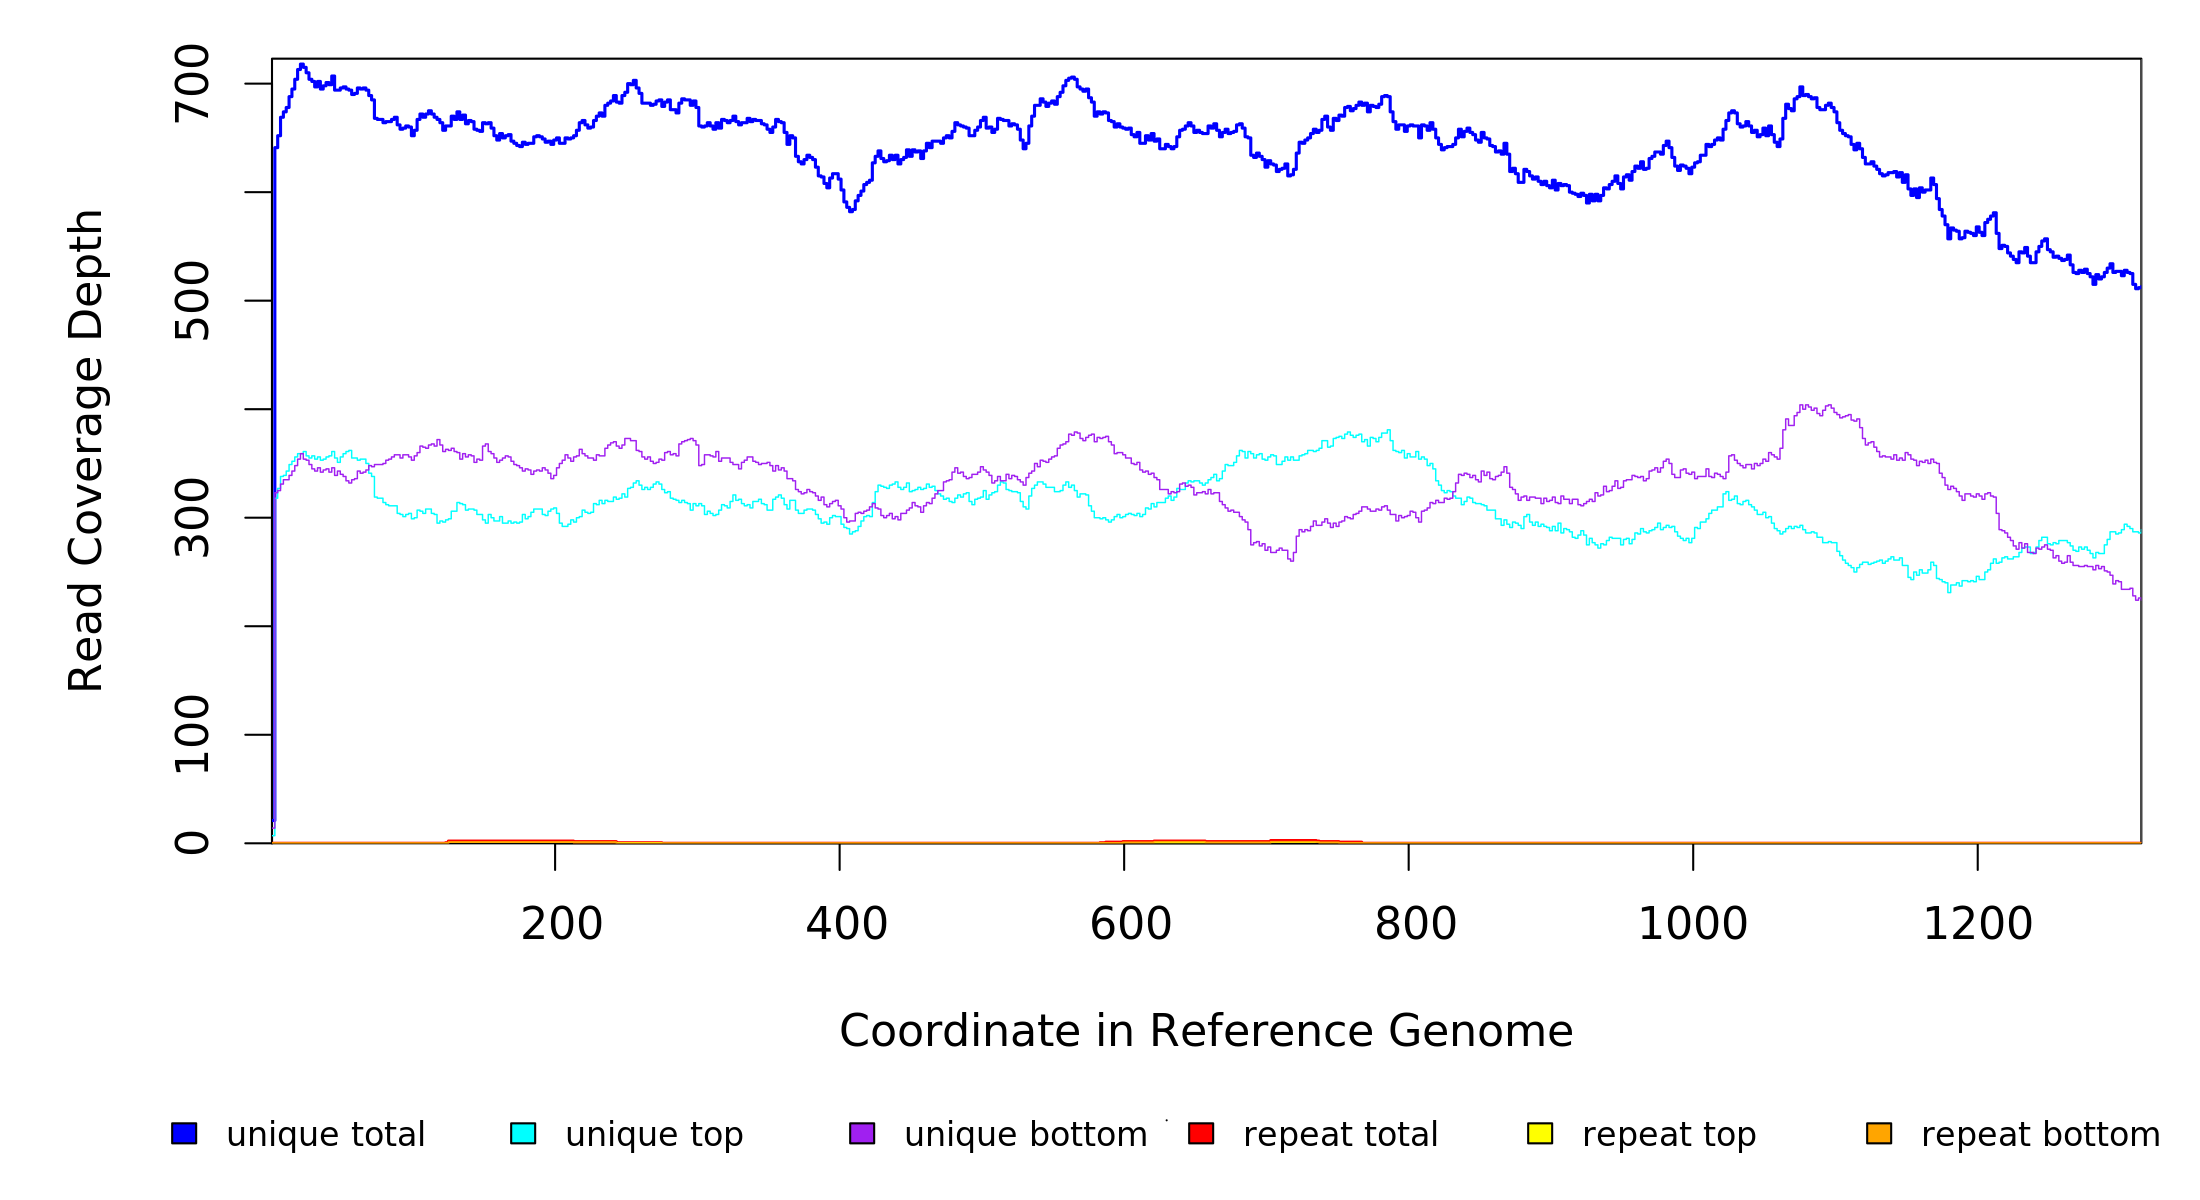 Read Coverage Depth
700
500
300
100
0
200 400 600 800 1000 1200
Coordinate in Reference Genome
unique total unique top unique bottom repeat total repeat top repeat bottom